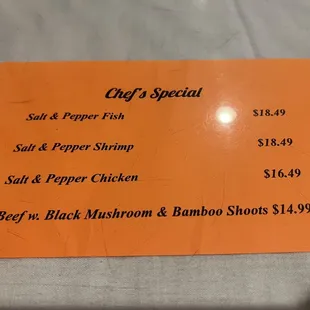 Chef's Special
Salt & Pepper Fish $18.49
Salt & Pepper Shrimp $18.49
Salt & Pepper Chicken $16.49
Beef w. Black Mushroom & Bamboo Shoots $14.99